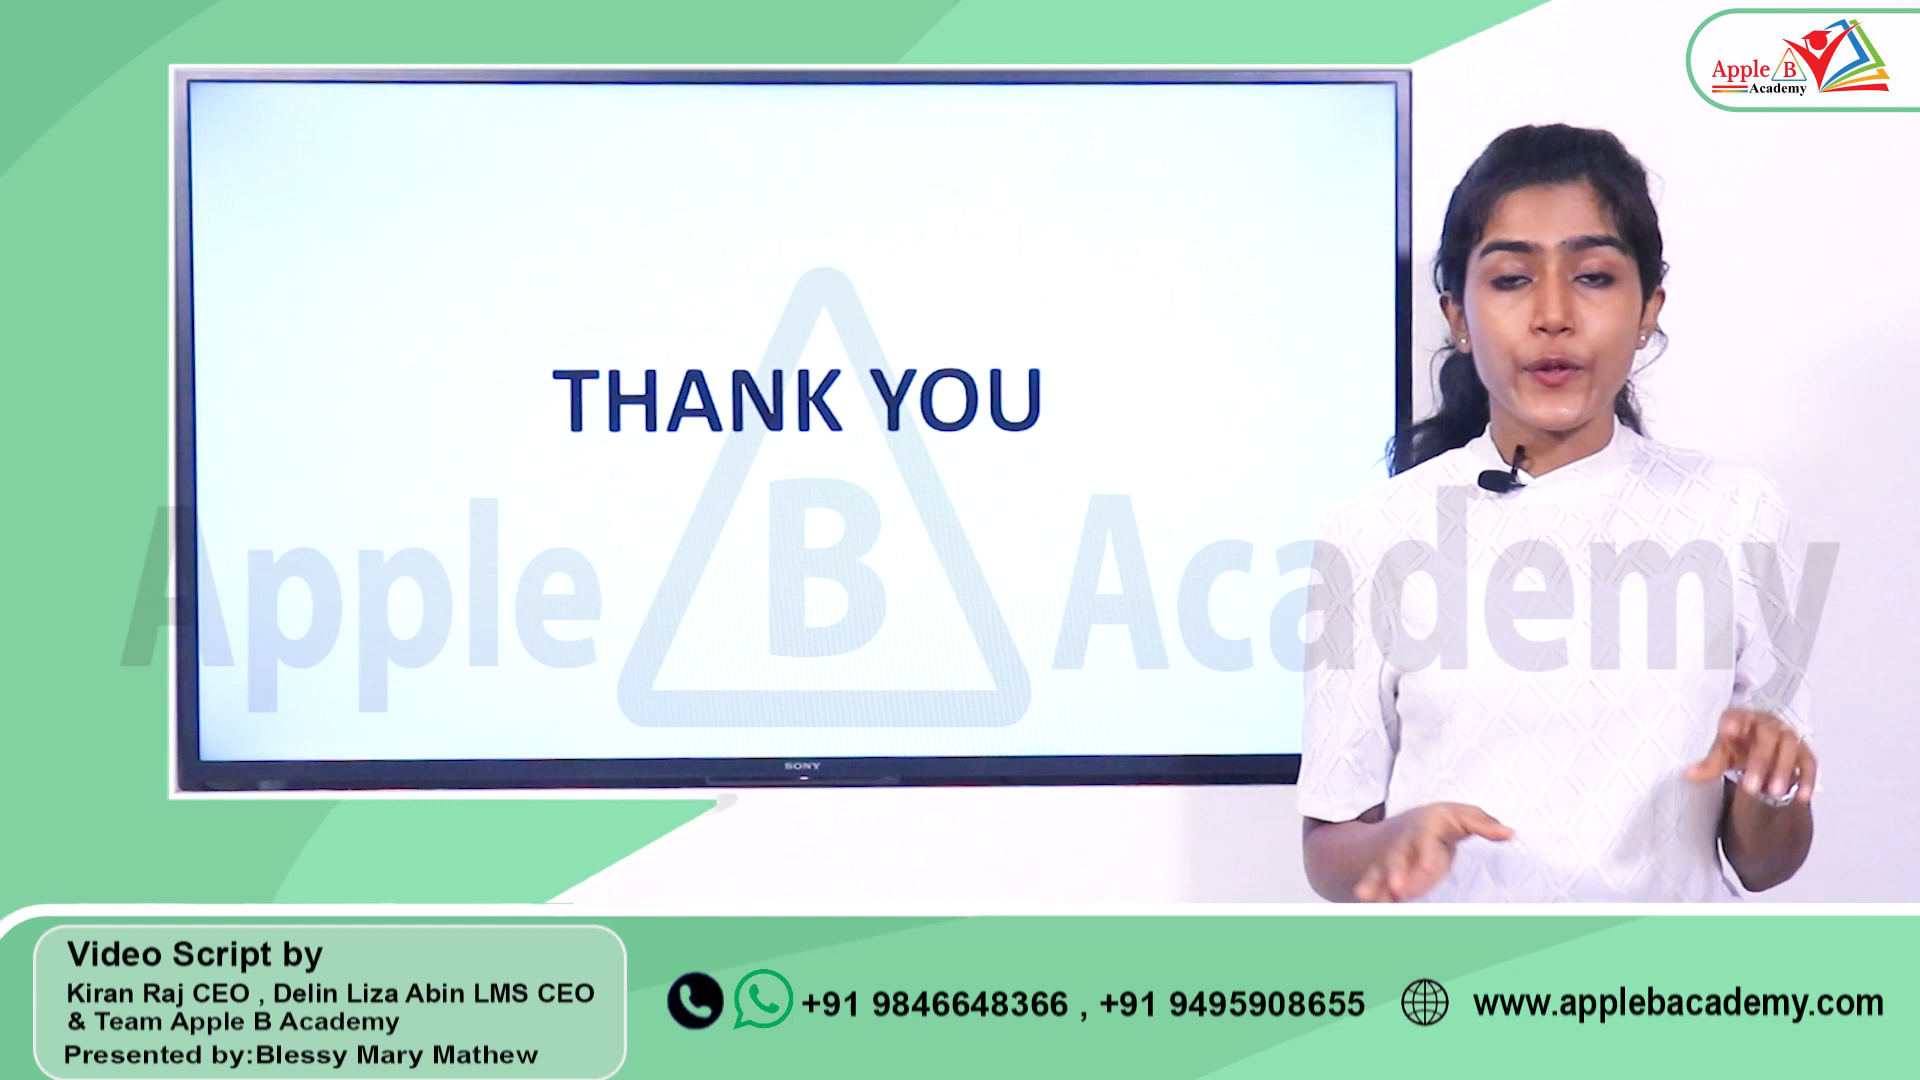 Apple B
Academy
THANK YOU
Apple B Academy
SONY
Video Script by
Kiran Raj CEO , Delin Liza Abin LMS CEO
& Team Apple B Academy
Presented by:Blessy Mary Mathew
+91 9846648366 , +91 9495908655
www.applebacademy.com